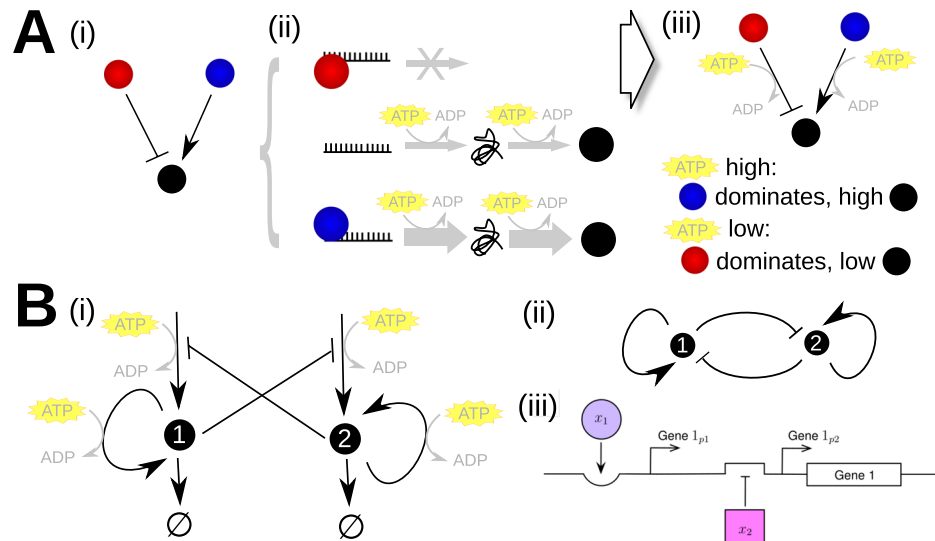 A
(i)
(ii)
ATP
ADP
ATP
ADP
ATP
ADP
ATP
ADP
(iii)
ATP
ADP
ATP
ADP
ATP high:
dominates, high
ATP low:
dominates, low
B
(i)
ATP
ADP
ATP
ADP
ATP
ADP
ATP
ADP
1
2
∅
∅
(ii)
1
2
(iii)
x₁
Gene 1ₚ₁
Gene 1ₚ₂
Gene 1
x₂